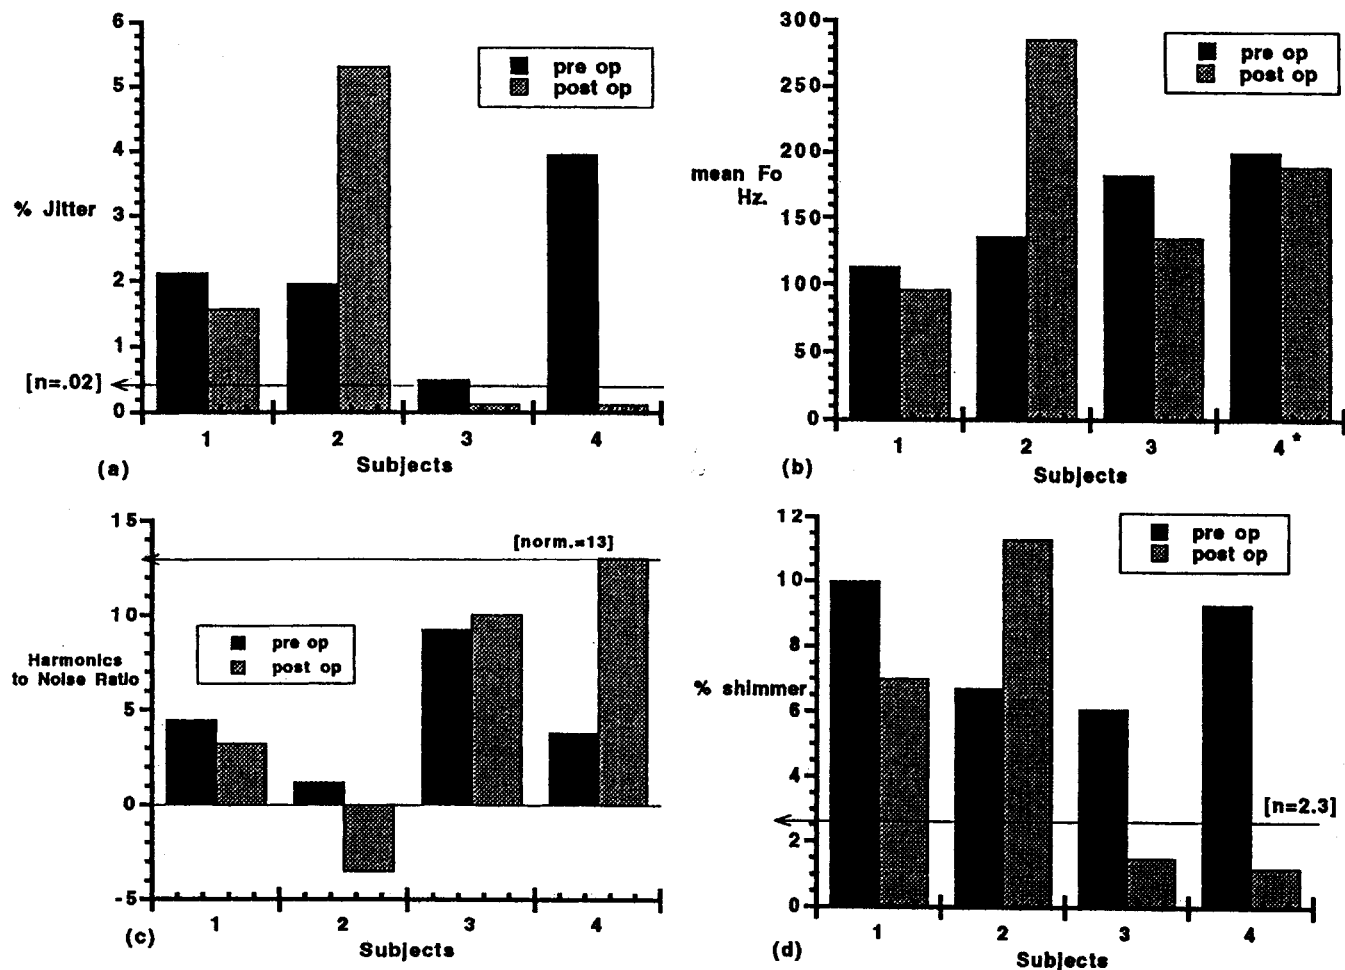 6
5
4
3
2
1
0
% Jitter
[n=.02]
pre op
post op
1 2 3 4
Subjects
(a)
300
250
200
150
100
50
0
mean Fo
Hz.
pre op
post op
1 2 3 4*
Subjects
(b)
15
10
5
0
-5
[norm.=13]
Harmonics
to Noise Ratio
pre op
post op
1 2 3 4
Subjects
(c)
12
10
8
6
4
2
0
% shimmer
pre op
post op
[n=2.3]
1 2 3 4
Subjects
(d)